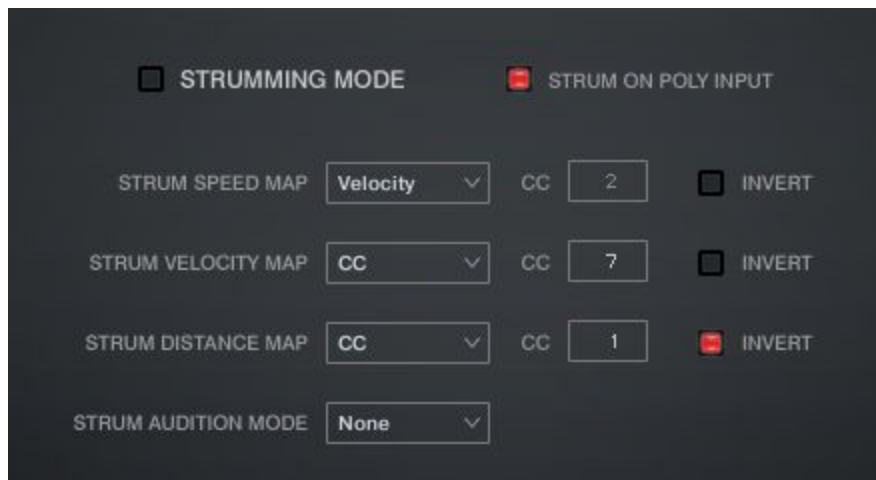 STRUMMING MODE STRUM ON POLY INPUT
STRUM SPEED MAP Velocity CC 2 INVERT
STRUM VELOCITY MAP CC CC 7 INVERT
STRUM DISTANCE MAP CC CC 1 INVERT
STRUM AUDITION MODE None